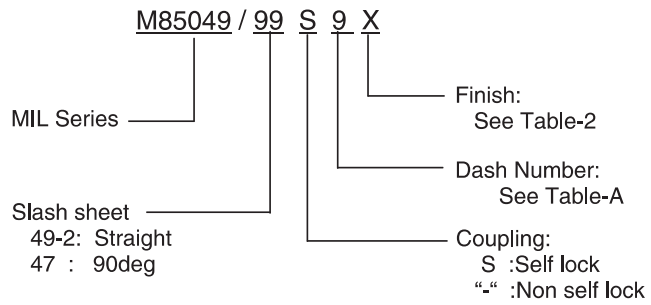 M85049 / 99 S 9 X
Finish:
See Table-2
MIL Series
Dash Number:
See Table-A
Slash sheet
49-2: Straight
47 : 90deg
Coupling:
S :Self lock
“-“ :Non self lock